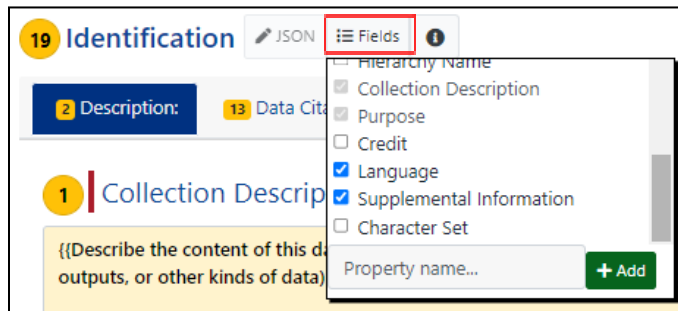 19 Identification JSON Fields
Hierarchy Name
Collection Description
2 Description: 13 Data Cita
Purpose
Credit
Language
1 Collection Descrip
Supplemental Information
Character Set
{{Describe the content of this da
outputs, or other kinds of data)
Property name... + Add